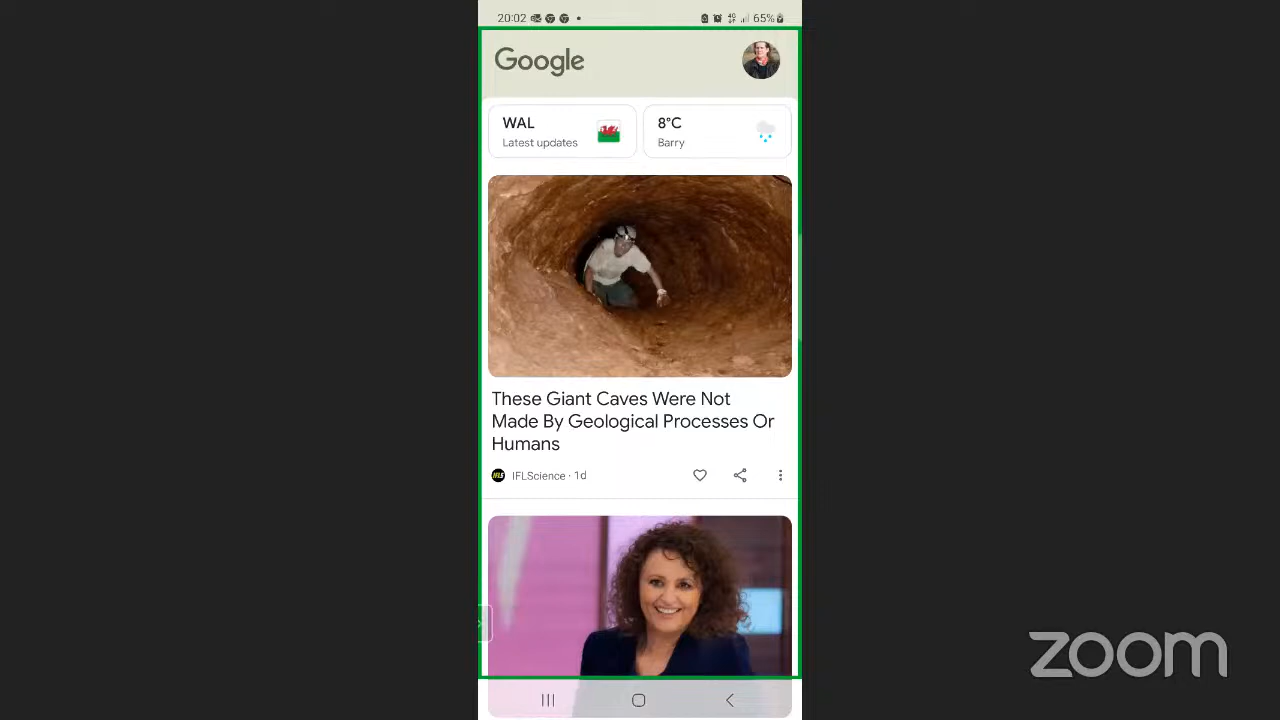 20:02
65%
Google
WAL
Latest updates
8°C
Barry
These Giant Caves Were Not
Made By Geological Processes Or
Humans
IFLS
IFLScience · 1d
zoom